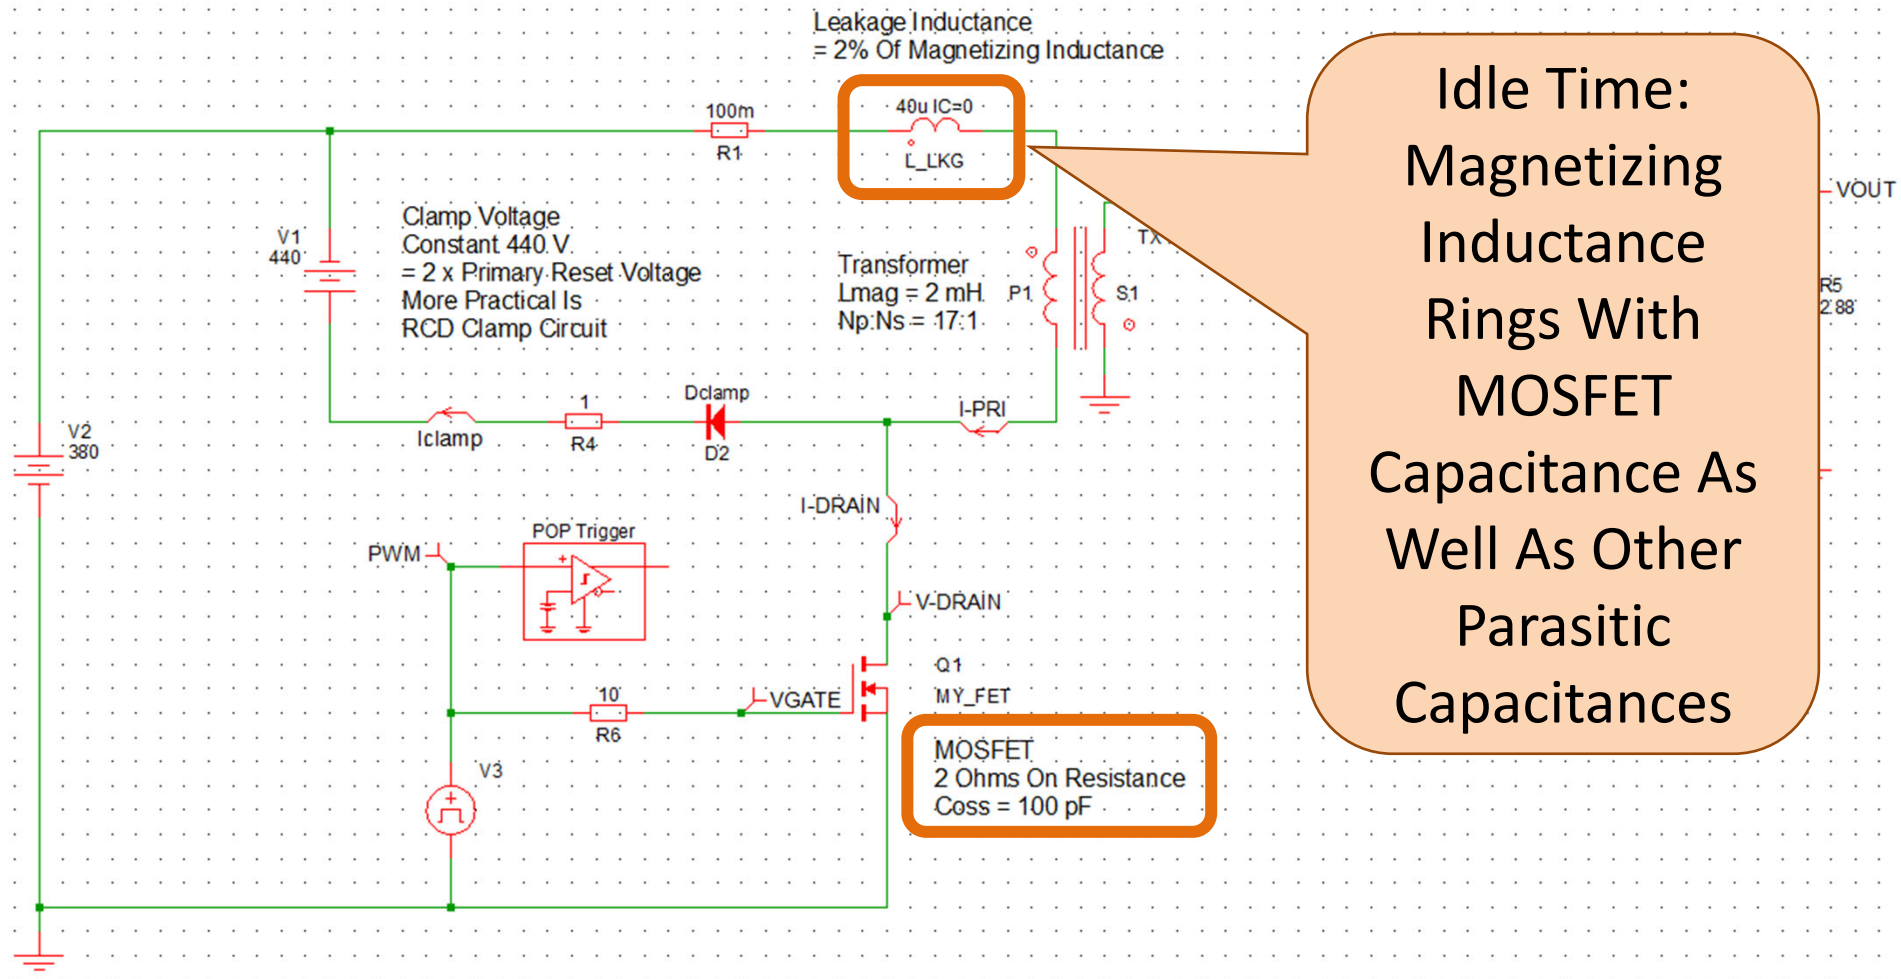 Leakage Inductance
= 2% Of Magnetizing Inductance
100m
R1
40u IC=0
L_LKG
V1
440
Clamp Voltage
Constant 440 V
= 2 x Primary Reset Voltage
More Practical Is
RCD Clamp Circuit
Transformer
Lmag = 2 mH
Np:Ns = 17:1
P1
S1
TX
VOUT
R5
2.88
V2
380
Iclamp
1
R4
Dclamp
D2
I-PRI
I-DRAIN
POP Trigger
PWM
V-DRAIN
Q1
MY_FET
VGATE
10
R6
V3
MOSFET
2 Ohms On Resistance
Coss = 100 pF
Idle Time:
Magnetizing
Inductance
Rings With
MOSFET
Capacitance As
Well As Other
Parasitic
Capacitances